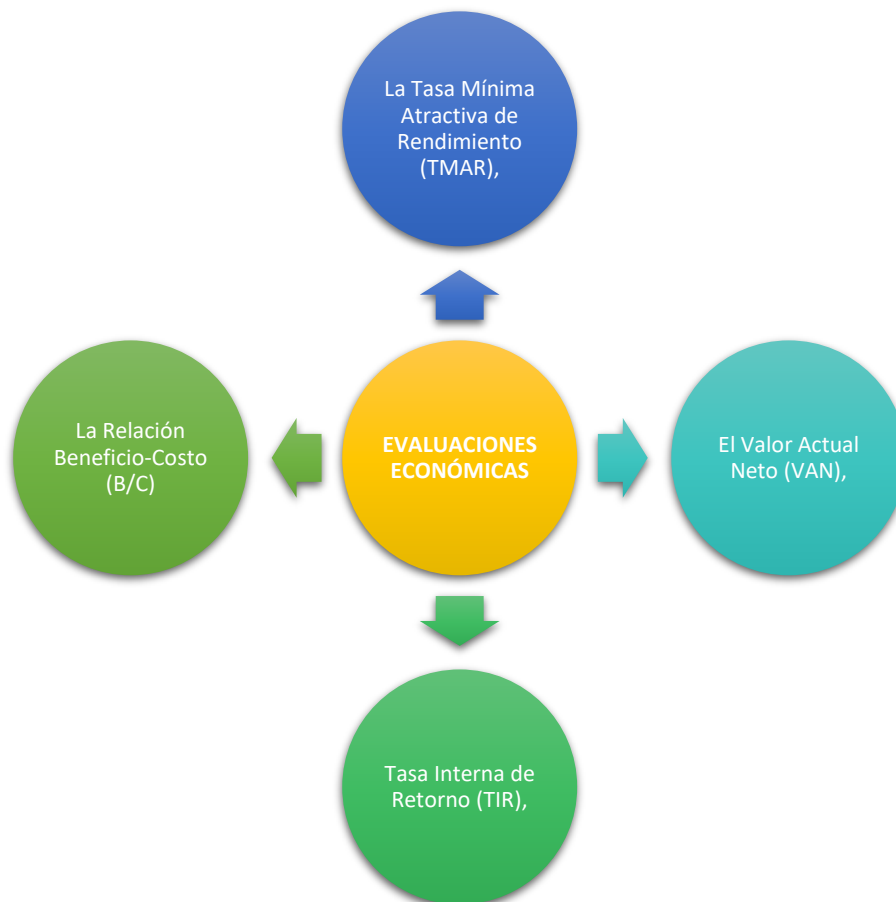 La Tasa Mínima
Atractiva de
Rendimiento
(TMAR),
La Relación
Beneficio-Costo
(B/C)
EVALUACIONES
ECONÓMICAS
El Valor Actual
Neto (VAN),
Tasa Interna de
Retorno (TIR),